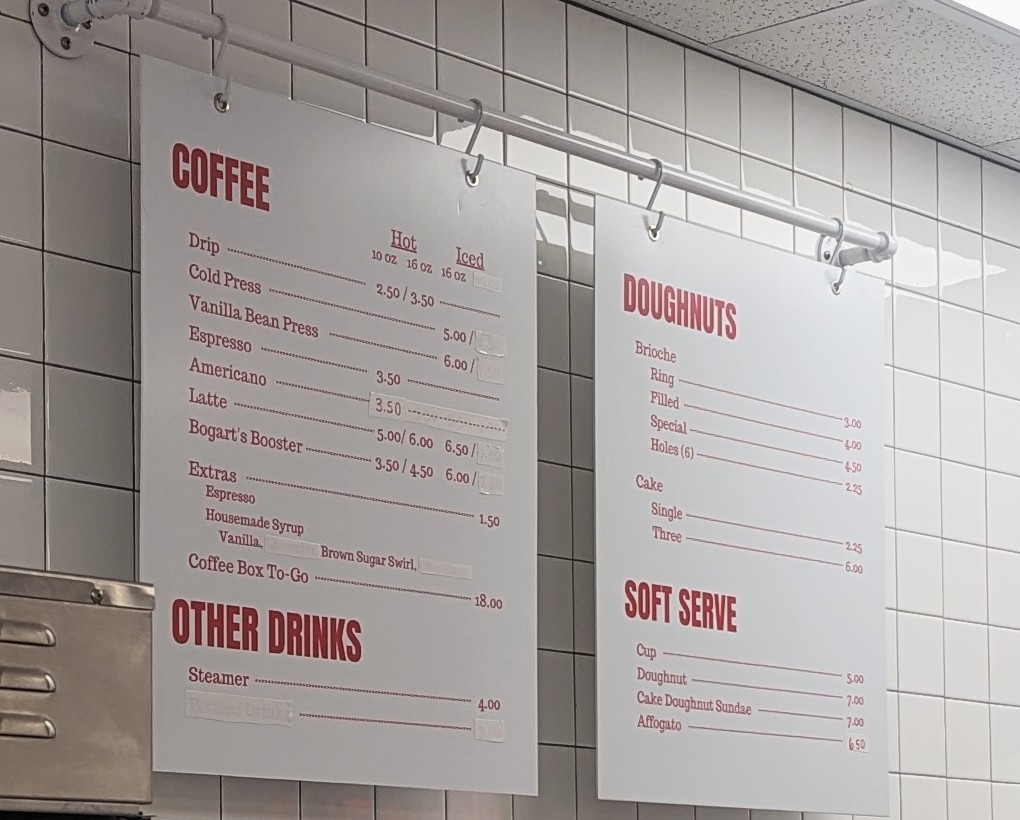 COFFEE
Hot Iced
10 oz 16 oz 16 oz
Drip 2.50 / 3.50
Cold Press 5.00 /
Vanilla Bean Press 6.00 /
Espresso 3.50
Americano 3.50
Latte 5.00/ 6.00 6.50 /
Bogart's Booster 3.50 / 4.50 6.00 /
Extras 1.50
Espresso
Housemade Syrup
Vanilla, Brown Sugar Swirl,
Coffee Box To-Go 18.00
OTHER DRINKS
Steamer 4.00
Bottled Drinks
DOUGHNUTS
Brioche
Ring 3.00
Filled 4.00
Special 4.50
Holes (6) 2.25
Cake
Single 2.25
Three 6.00
SOFT SERVE
Cup 5.00
Doughnut 7.00
Cake Doughnut Sundae 7.00
Affogato 6.50